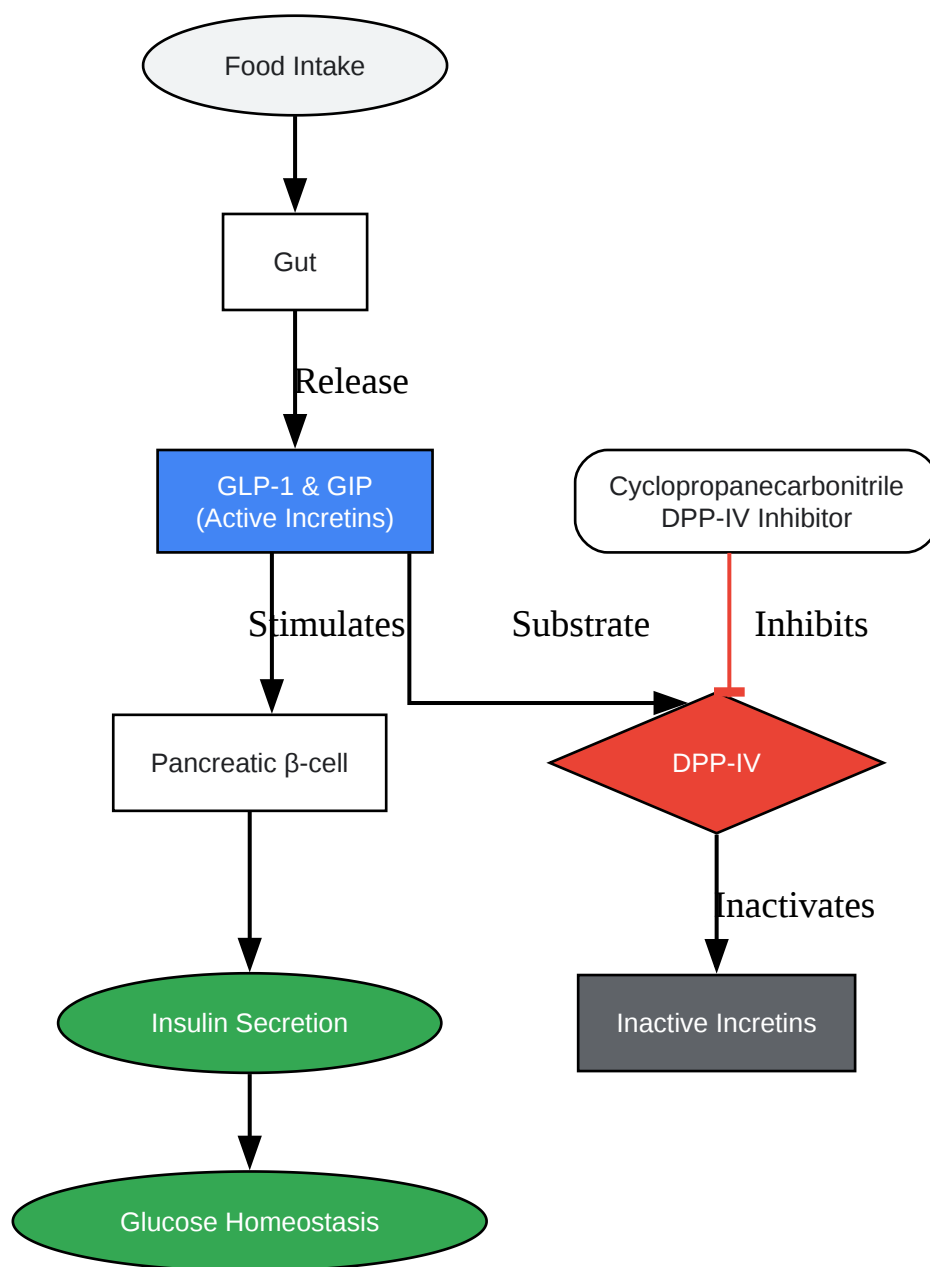 Food Intake
Gut
Release
GLP-1 & GIP
(Active Incretins)
Cyclopropanecarbonitrile
DPP-IV Inhibitor
Stimulates
Substrate
Inhibits
Pancreatic β-cell
DPP-IV
Inactivates
Insulin Secretion
Inactive Incretins
Glucose Homeostasis